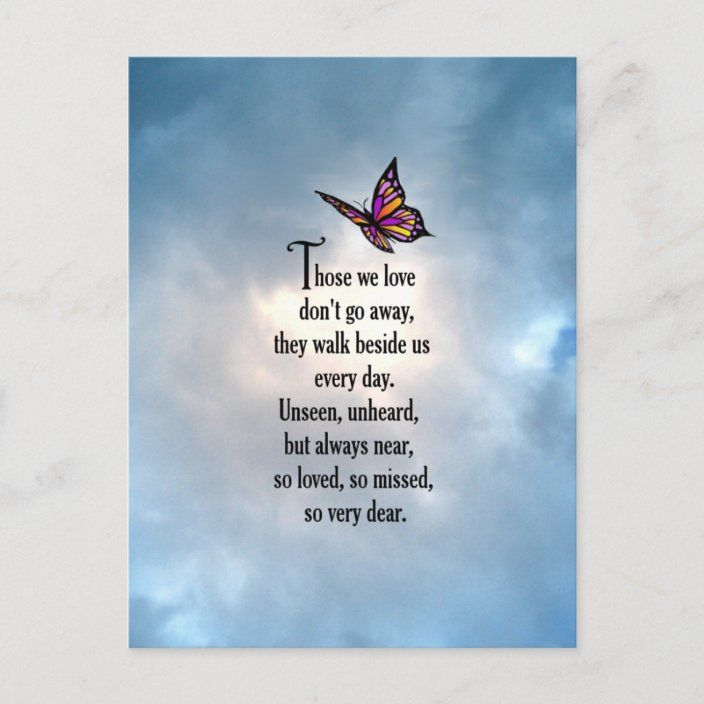 Those we love
don't go away,
they walk beside us
every day.
Unseen, unheard,
but always near,
so loved, so missed,
so very dear.